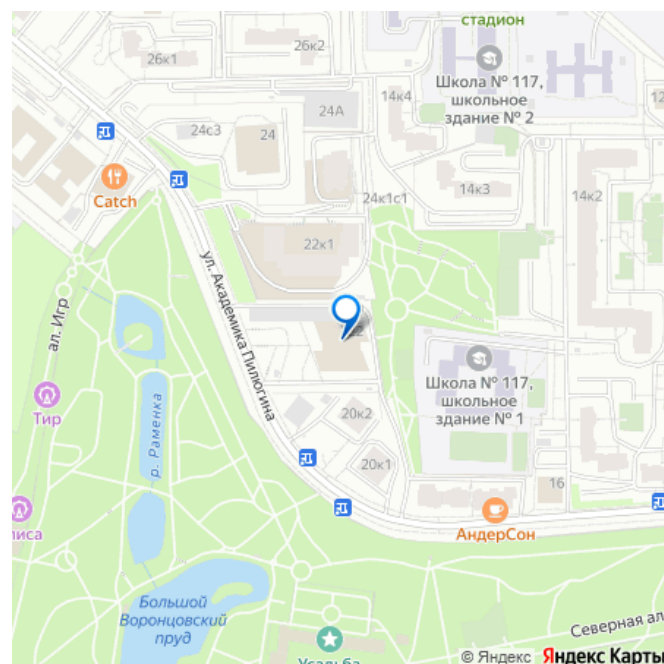 стадион
26к2
26к1
Школа № 117,
школьное
здание № 2
14к4
24А
24с3
24
Catch
14к3
14к2
24к1с1
22к1
ул. Академика Пилюгина
ал. Игр
Школа № 117,
школьное
здание № 1
Тир
р. Раменка
20к2
20к1
16
АндерСон
Большой
Воронцовский
пруд
Северная ал
Усадьба
© Яндекс Яндекс Карты